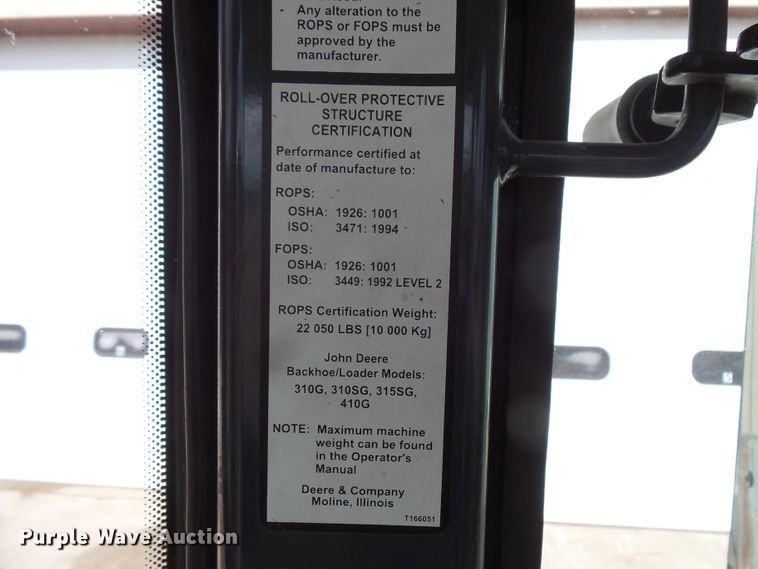 - Any alteration to the
ROPS or FOPS must be
approved by the
manufacturer.
ROLL-OVER PROTECTIVE
STRUCTURE
CERTIFICATION
Performance certified at
date of manufacture to:
ROPS:
OSHA: 1926: 1001
ISO: 3471: 1994
FOPS:
OSHA: 1926: 1001
ISO: 3449: 1992 LEVEL 2
ROPS Certification Weight:
22 050 LBS [10 000 Kg]
John Deere
Backhoe/Loader Models:
310G, 310SG, 315SG,
410G
NOTE: Maximum machine
weight can be found
in the Operator's
Manual
Deere & Company
Moline, Illinois
T166051
Purple Wave Auction